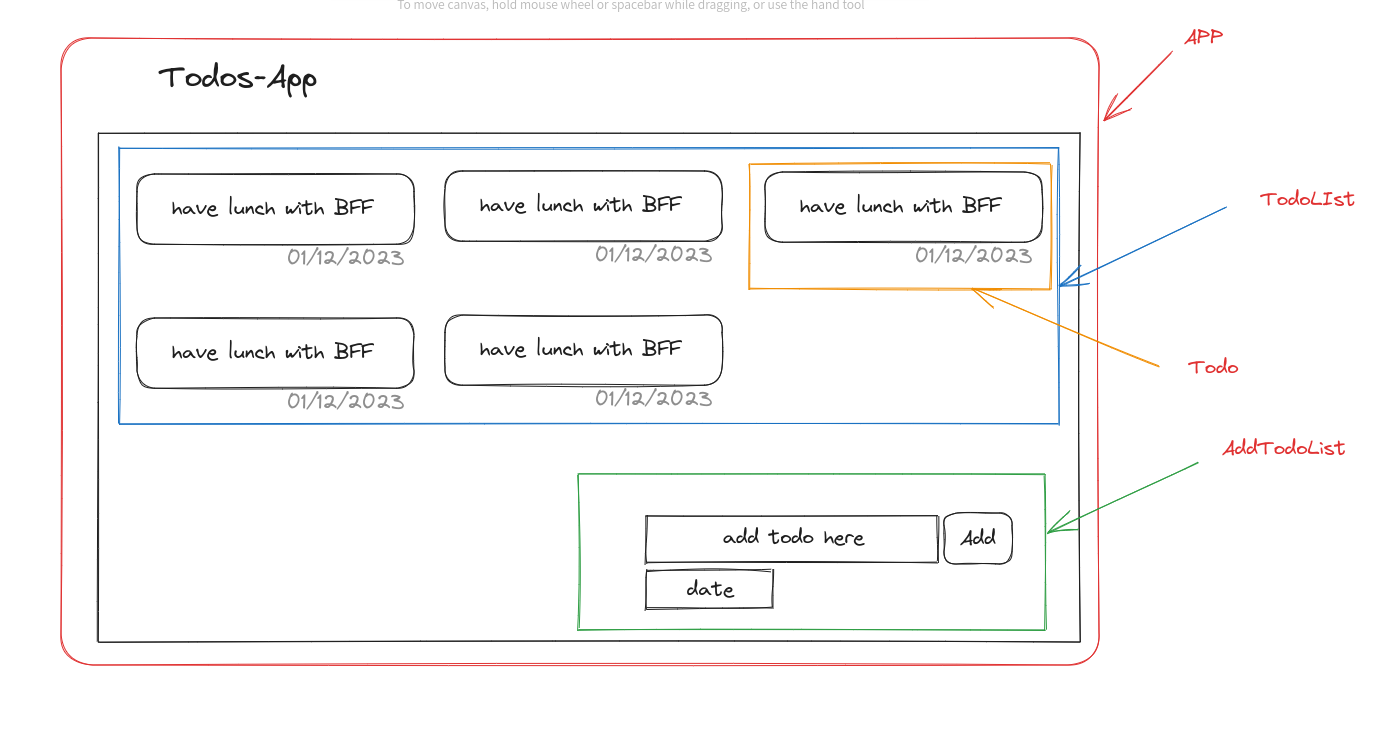 To move canvas, hold mouse wheel or spacebar while dragging, or use the hand tool
APP
Todos-App
have lunch with BFF
01/12/2023
have lunch with BFF
01/12/2023
have lunch with BFF
01/12/2023
TodoLIst
have lunch with BFF
01/12/2023
have lunch with BFF
01/12/2023
Todo
AddTodoList
add todo here
Add
date